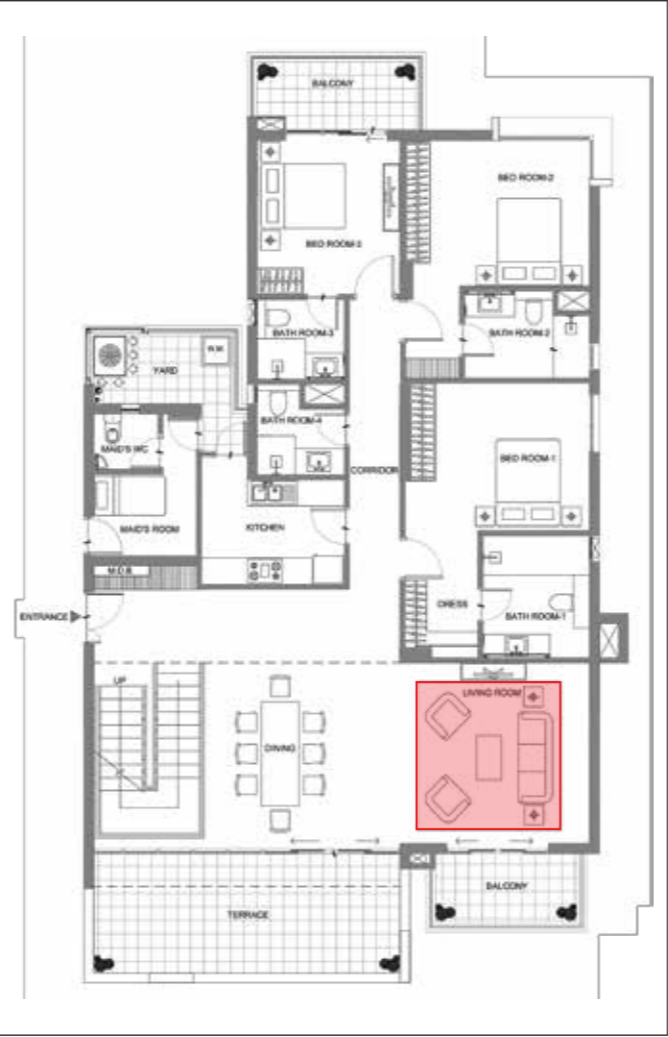 BALCONY
BED ROOM-2
BED ROOM-3
BATH ROOM-3
BATH ROOM-2
W.M.
YARD
BATH ROOM-4
MAID'S WC
CORRIDOR
BED ROOM-1
MAID'S ROOM
KITCHEN
M.D.B.
DRESS
ENTRANCE
BATH ROOM-1
UP
LIVING ROOM
DINING
BALCONY
TERRACE